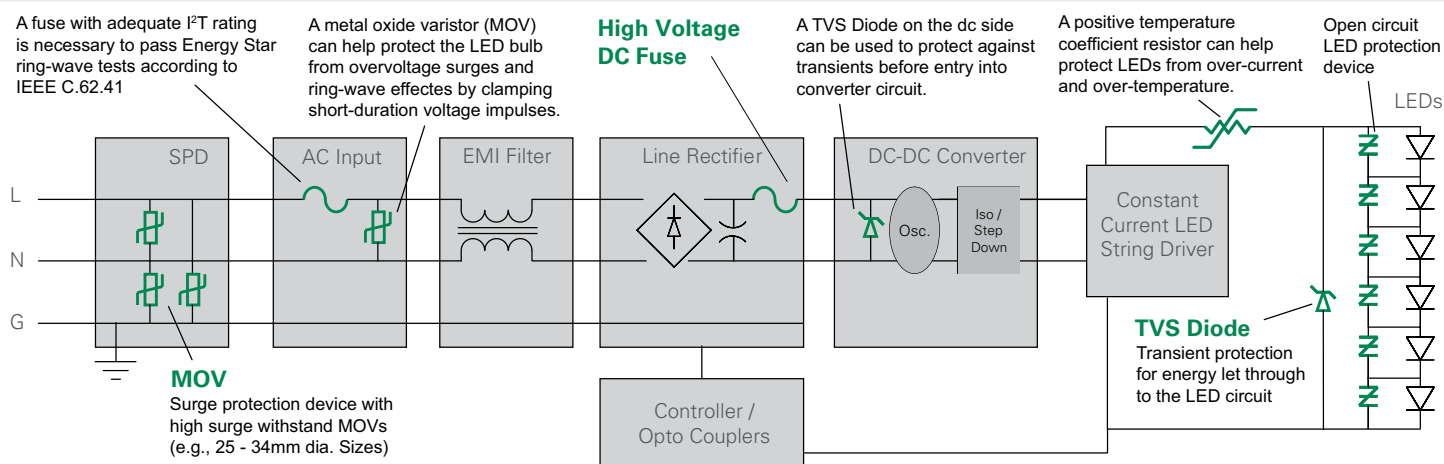 A fuse with adequate I²T rating
is necessary to pass Energy Star
ring-wave tests according to
IEEE C.62.41
A metal oxide varistor (MOV)
can help protect the LED bulb
from overvoltage surges and
ring-wave effectes by clamping
short-duration voltage impulses.
High Voltage
DC Fuse
A TVS Diode on the dc side
can be used to protect against
transients before entry into
converter circuit.
A positive temperature
coefficient resistor can help
protect LEDs from over-current
and over-temperature.
Open circuit
LED protection
device
LEDs
SPD
AC Input
EMI Filter
Line Rectifier
DC-DC Converter
L
N
G
Osc.
Iso /
Step
Down
Constant
Current LED
String Driver
MOV
Surge protection device with
high surge withstand MOVs
(e.g., 25 - 34mm dia. Sizes)
Controller /
Opto Couplers
TVS Diode
Transient protection
for energy let through
to the LED circuit